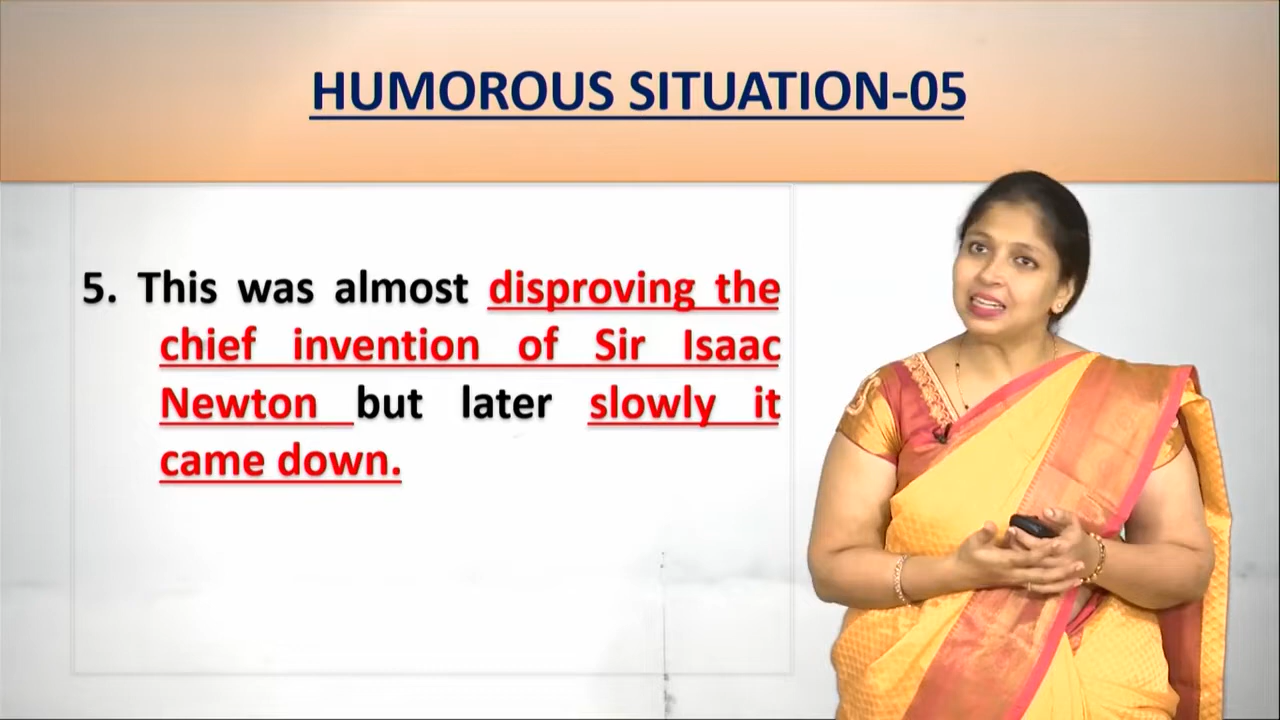 HUMOROUS SITUATION-05
5. This was almost disproving the
chief invention of Sir Isaac
Newton but later slowly it
came down.